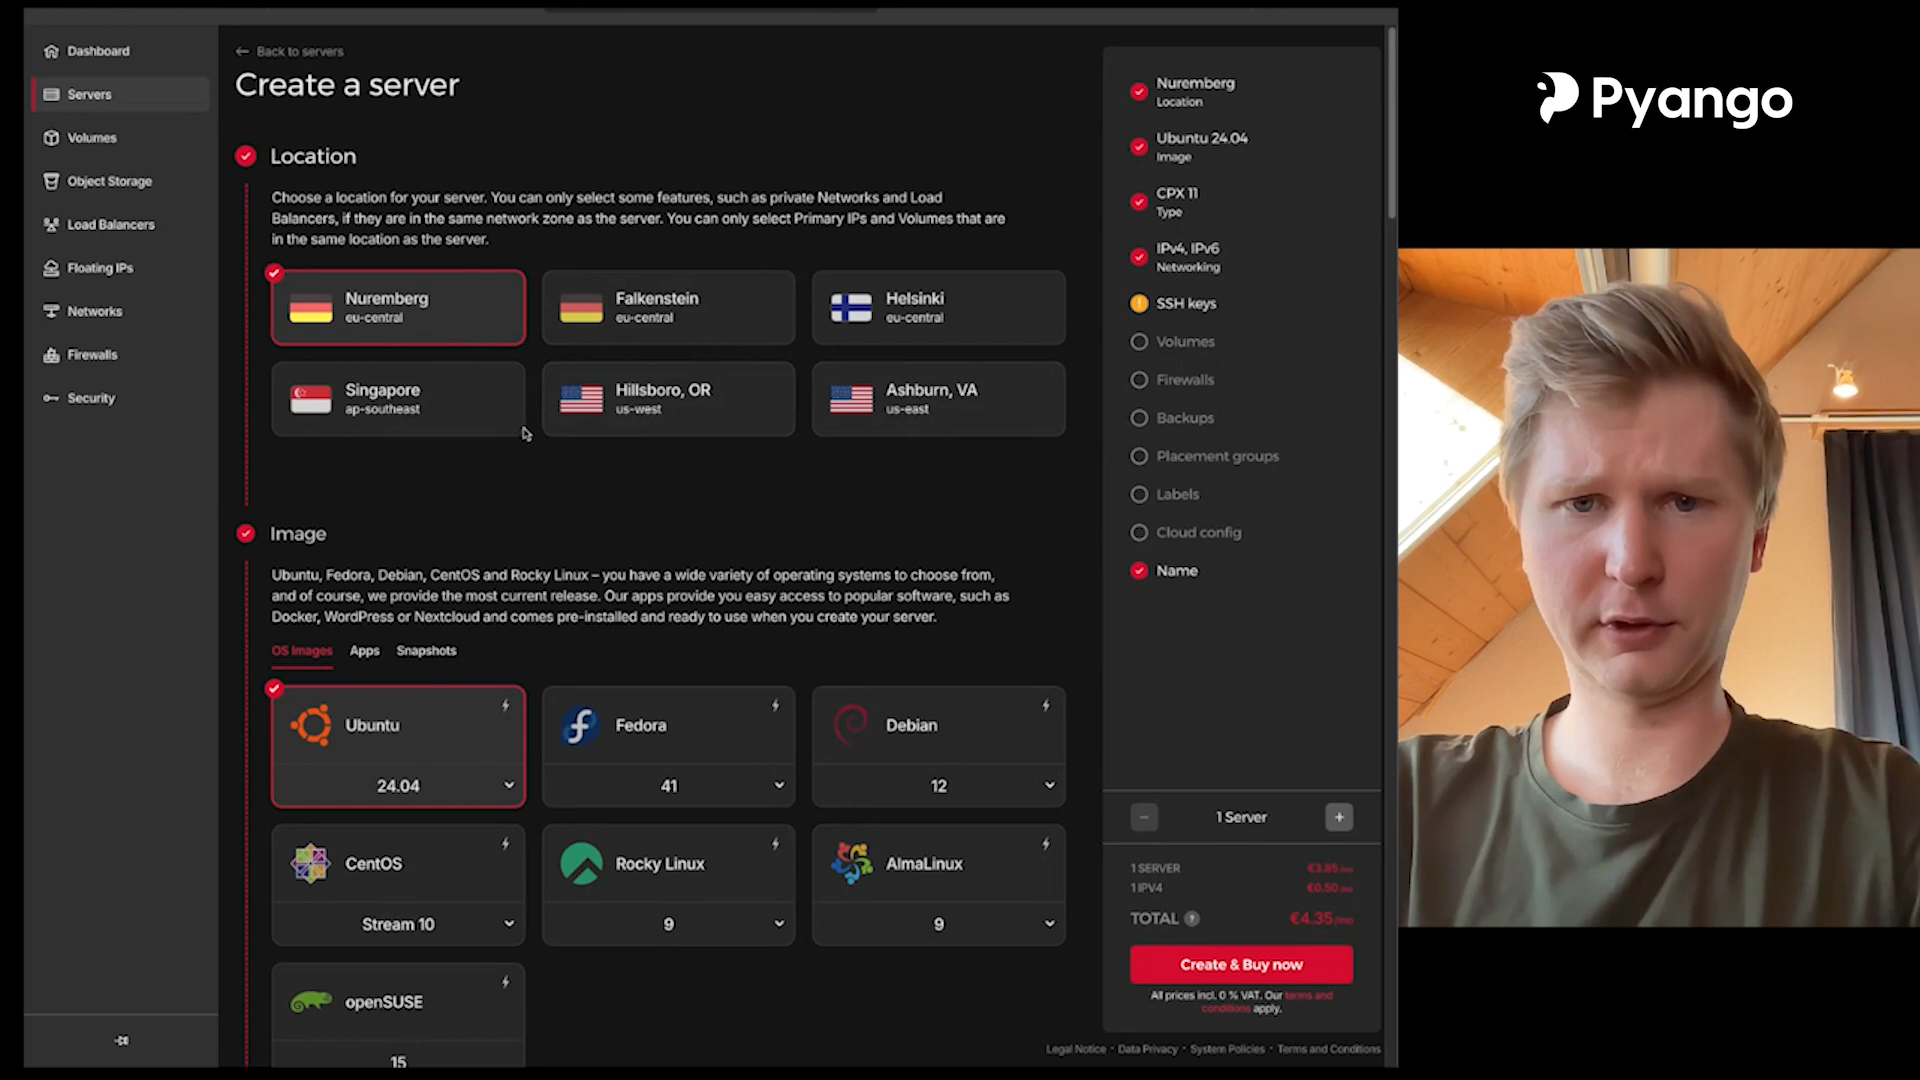 Dashboard
Servers
Volumes
Object Storage
Load Balancers
Floating IPs
Networks
Firewalls
Security
Back to servers
Create a server
Location
Choose a location for your server. You can only select some features, such as private Networks and Load
Balancers, if they are in the same network zone as the server. You can only select Primary IPs and Volumes that are
in the same location as the server.
Nuremberg
eu-central
Falkenstein
eu-central
Helsinki
eu-central
Singapore
ap-southeast
Hillsboro, OR
us-west
Ashburn, VA
us-east
Image
Ubuntu, Fedora, Debian, CentOS and Rocky Linux – you have a wide variety of operating systems to choose from,
and of course, we provide the most current release. Our apps provide you easy access to popular software, such as
Docker, WordPress or Nextcloud and comes pre-installed and ready to use when you create your server.
OS Images Apps Snapshots
Ubuntu
24.04
Fedora
41
Debian
12
CentOS
Stream 10
Rocky Linux
9
AlmaLinux
9
openSUSE
15
Nuremberg
Location
Ubuntu 24.04
Image
CPX 11
Type
IPv4, IPv6
Networking
SSH keys
Volumes
Firewalls
Backups
Placement groups
Labels
Cloud config
Name
1 Server
1 SERVER €3.85 /mo
1 IPV4 €0.50 /mo
TOTAL ? €4.35 /mo
Create & Buy now
All prices incl. 0 % VAT. Our terms and
conditions apply.
Legal Notice · Data Privacy · System Policies · Terms and Conditions
Pyango